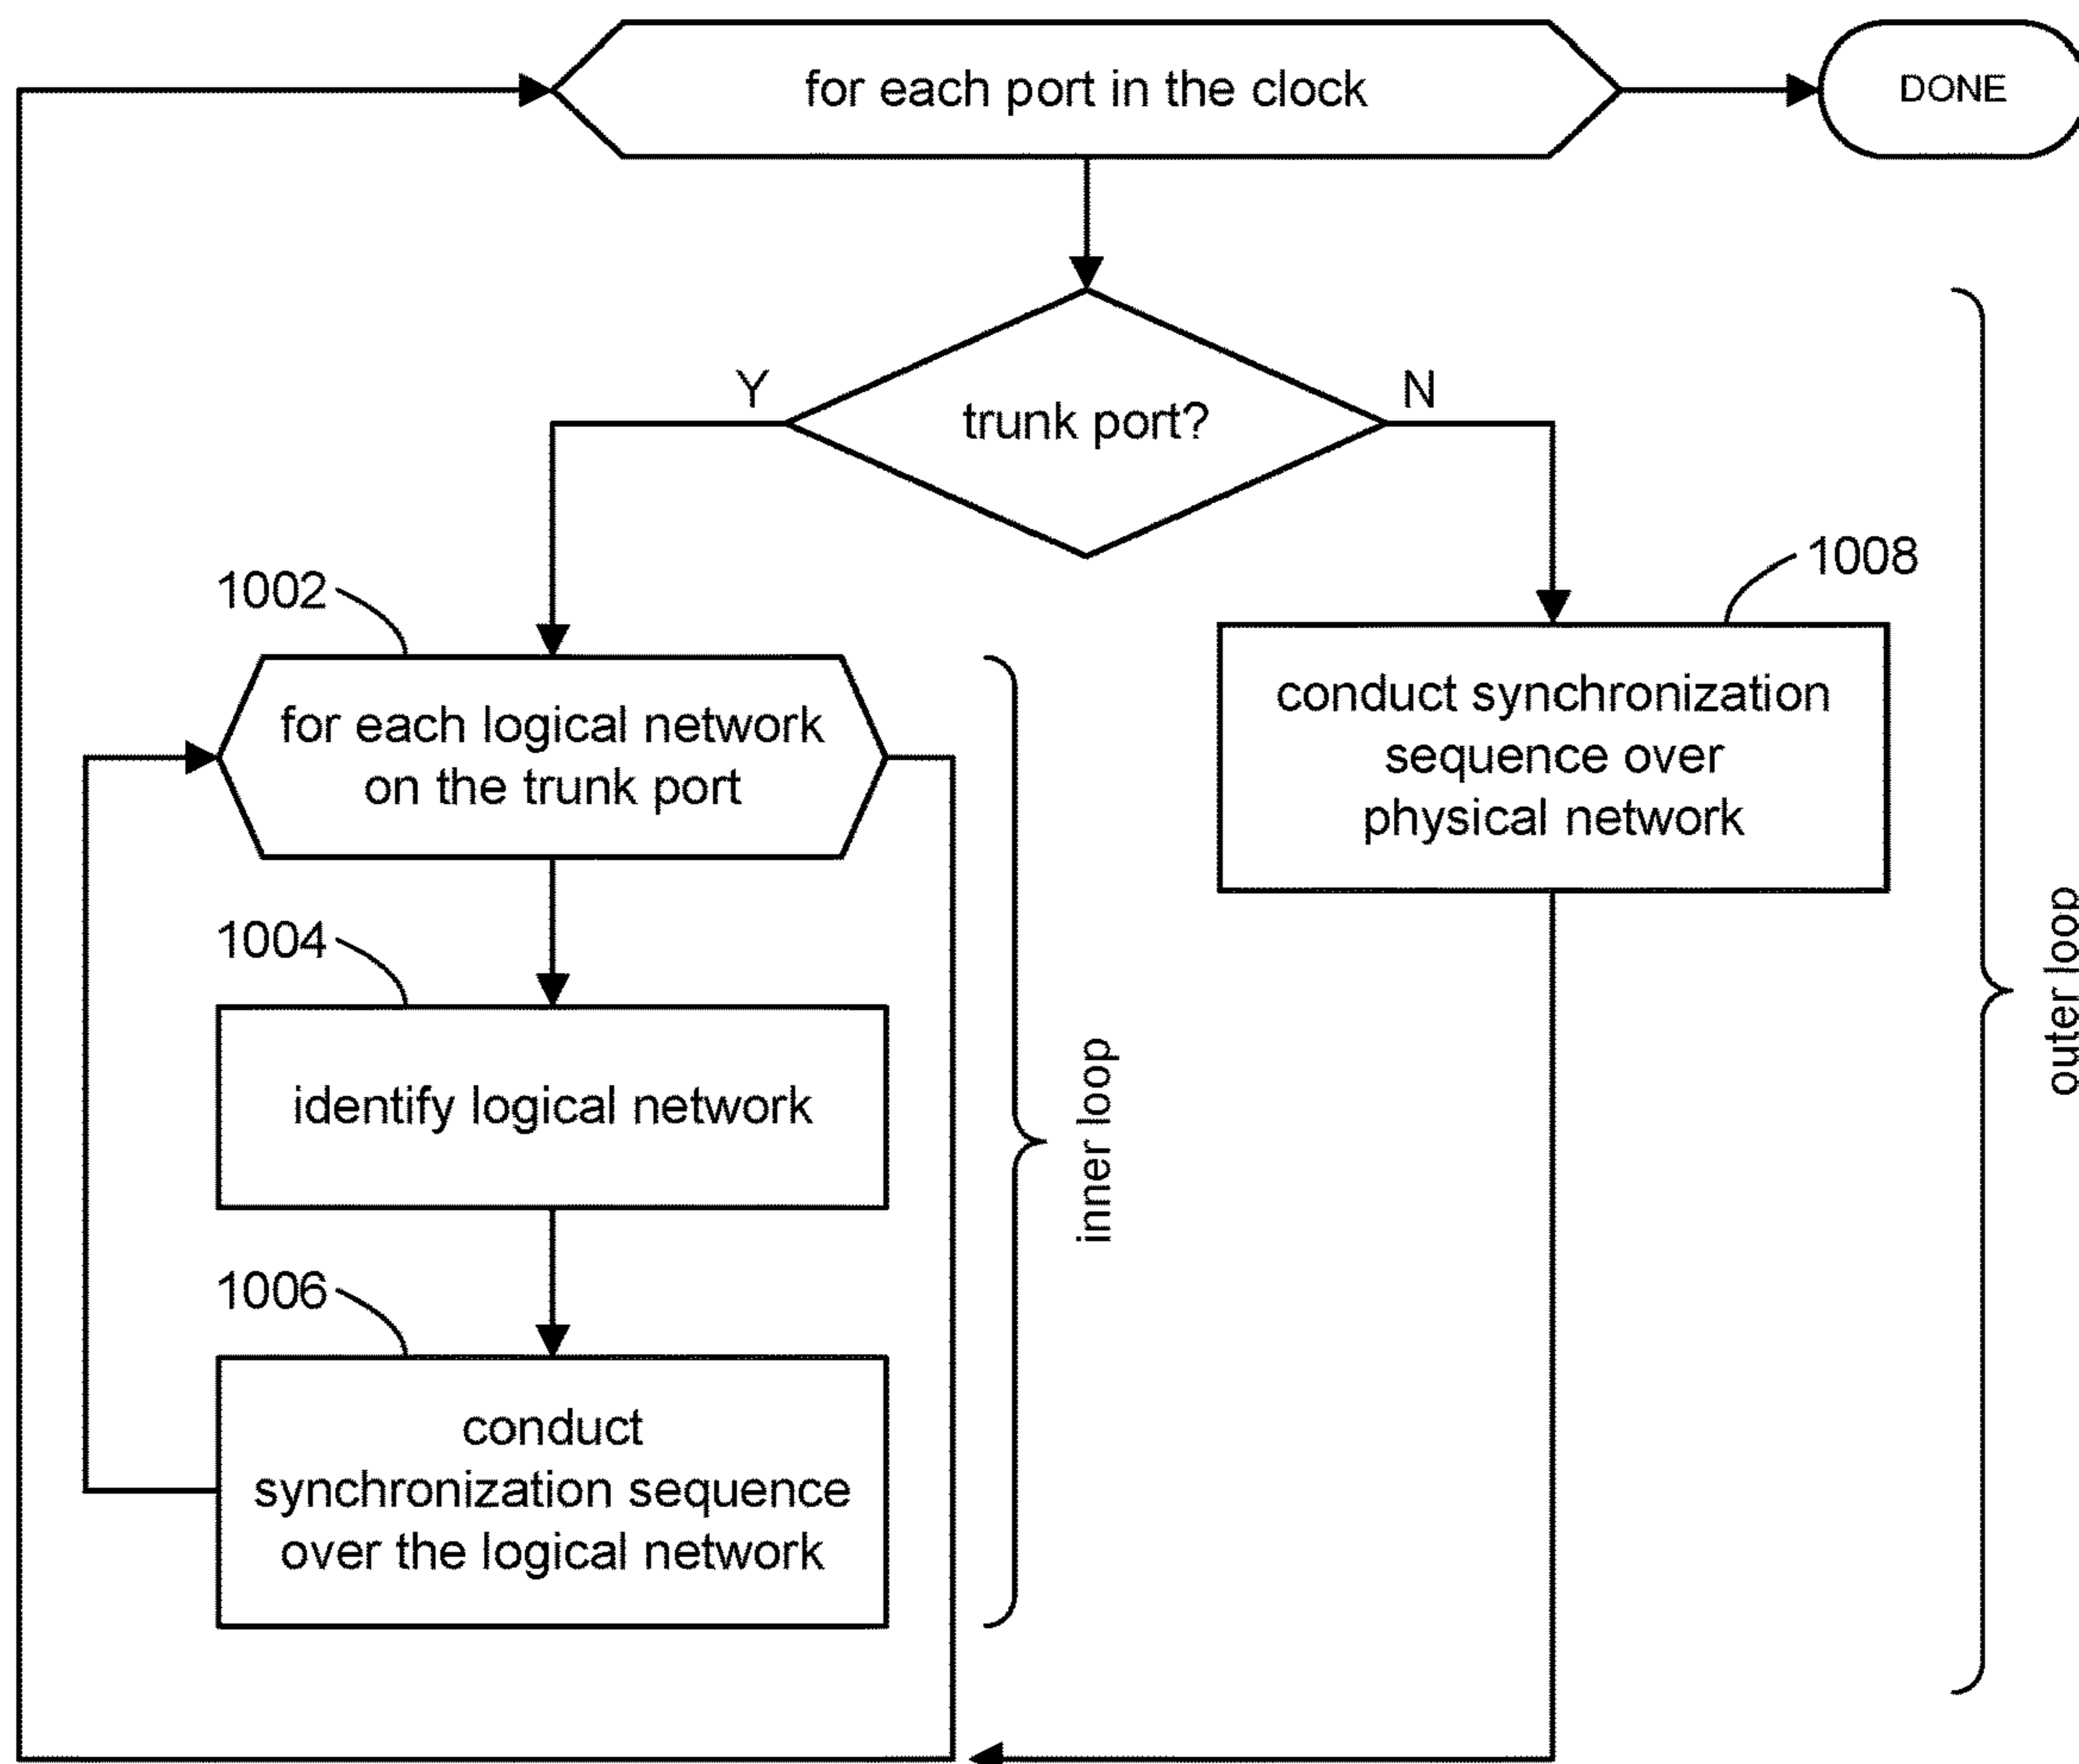 for each port in the clock
DONE
Y
trunk port?
N
1002
1008
for each logical network
on the trunk port
conduct synchronization
sequence over
physical network
1004
identify logical network
inner loop
outer loop
1006
conduct
synchronization sequence
over the logical network